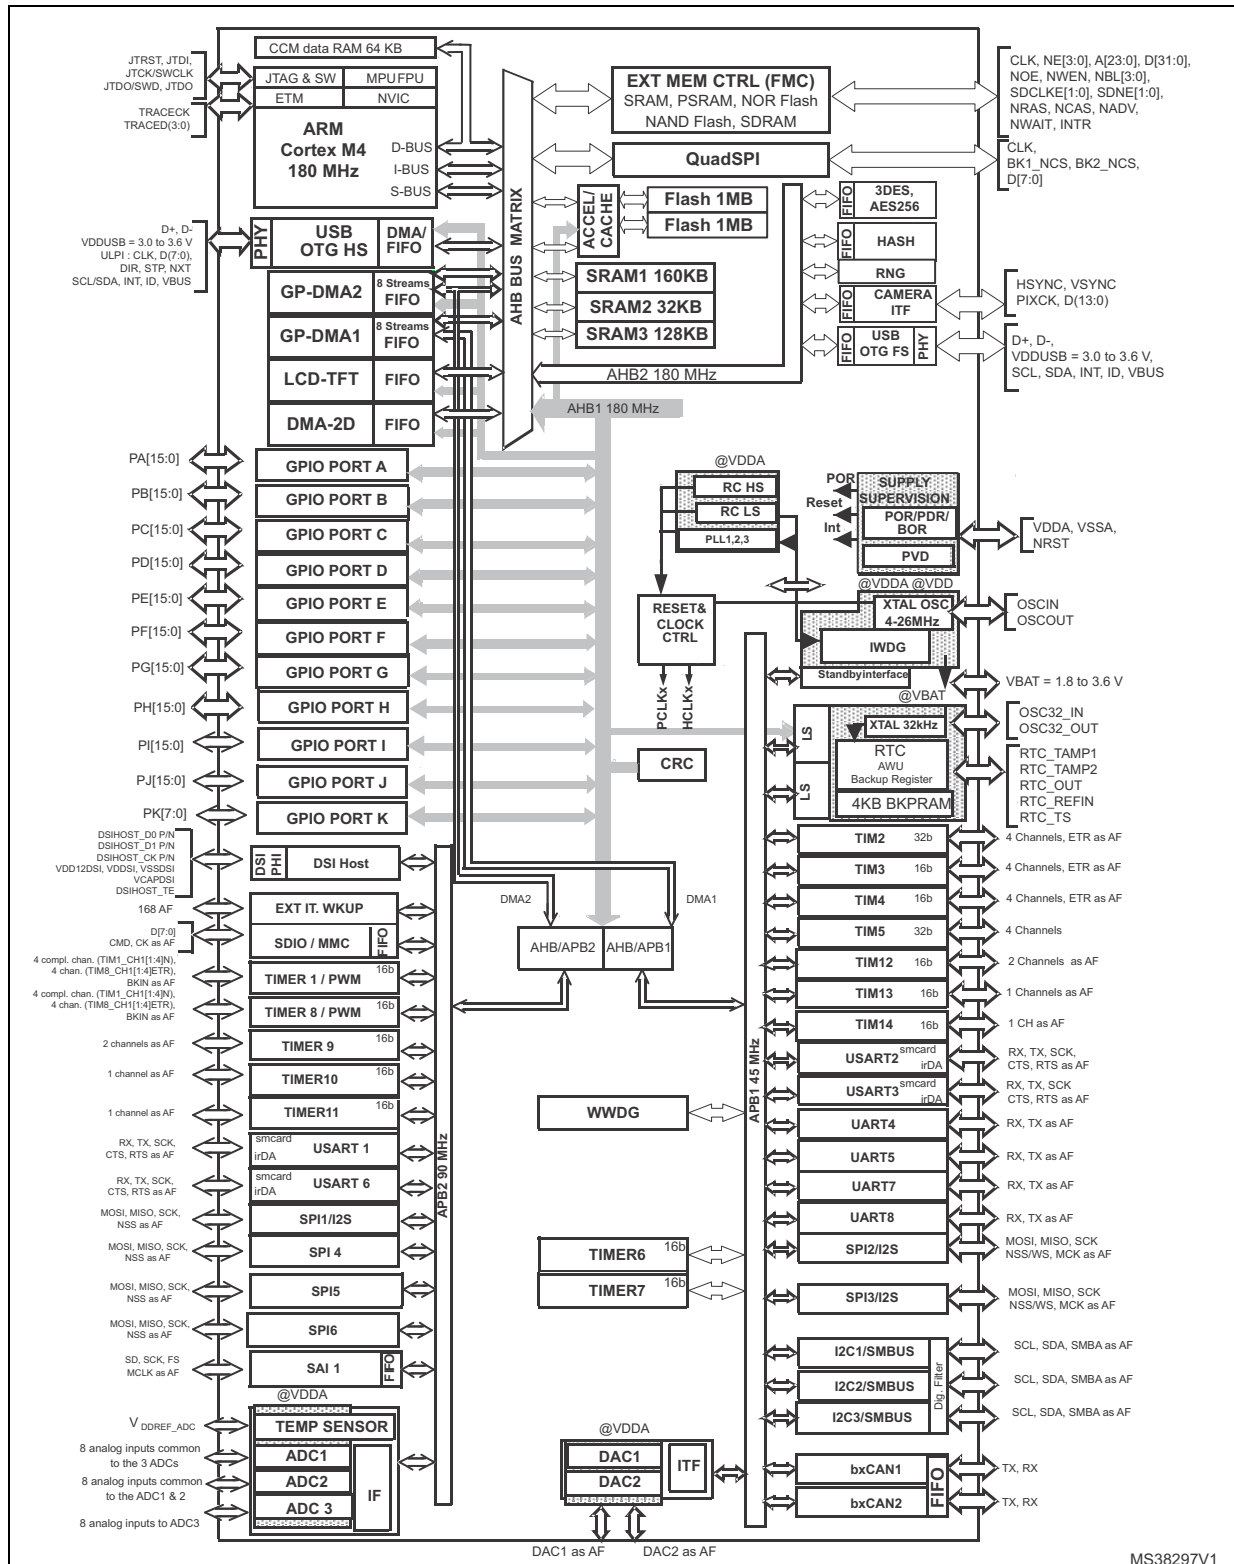 CCM data RAM 64 KB
JTRST, JTDI,
JTCK/SWCLK
JTDO/SWD, JTDO
TRACECK
TRACED(3:0)
JTAG & SW
MPU FPU
ETM
NVIC
ARM
Cortex M4
180 MHz
D-BUS
I-BUS
S-BUS
AHB BUS MATRIX
EXT MEM CTRL (FMC)
SRAM, PSRAM, NOR Flash
NAND Flash, SDRAM
CLK, NE[3:0], A[23:0], D[31:0],
NOE, NWEN, NBL[3:0],
SDCLKE[1:0], SDNE[1:0],
NRAS, NCAS, NADV,
NWAIT, INTR
QuadSPI
CLK,
BK1_NCS, BK2_NCS,
D[7:0]
ACCEL/
CACHE
Flash 1MB
Flash 1MB
SRAM1 160KB
SRAM2 32KB
SRAM3 128KB
AHB2 180 MHz
AHB1 180 MHz
FIFO
3DES,
AES256
FIFO
HASH
RNG
FIFO
CAMERA
ITF
HSYNC, VSYNC
PIXCK, D(13:0)
FIFO
USB
OTG FS
PHY
D+, D-,
VDDUSB = 3.0 to 3.6 V,
SCL, SDA, INT, ID, VBUS
D+, D-
VDDUSB = 3.0 to 3.6 V
ULPI : CLK, D(7:0),
DIR, STP, NXT
SCL/SDA, INT, ID, VBUS
PHY
USB
OTG HS
DMA/
FIFO
GP-DMA2
8 Streams
FIFO
GP-DMA1
8 Streams
FIFO
LCD-TFT
FIFO
DMA-2D
FIFO
PA[15:0]
GPIO PORT A
PB[15:0]
GPIO PORT B
PC[15:0]
GPIO PORT C
PD[15:0]
GPIO PORT D
PE[15:0]
GPIO PORT E
PF[15:0]
GPIO PORT F
PG[15:0]
GPIO PORT G
PH[15:0]
GPIO PORT H
PI[15:0]
GPIO PORT I
PJ[15:0]
GPIO PORT J
PK[7:0]
GPIO PORT K
@VDDA
RC HS
RC LS
PLL1,2,3
POR
Reset
Int
SUPPLY
SUPERVISION
POR/PDR/
BOR
PVD
VDDA, VSSA,
NRST
@VDDA @VDD
XTAL OSC
4-26MHz
IWDG
Standbyinterface
OSCIN
OSCOUT
RESET&
CLOCK
CTRL
PCLKx
HCLKx
@VBAT
VBAT = 1.8 to 3.6 V
LS
LS
XTAL 32kHz
RTC
AWU
Backup Register
4KB BKPRAM
OSC32_IN
OSC32_OUT
RTC_TAMP1
RTC_TAMP2
RTC_OUT
RTC_REFIN
RTC_TS
CRC
DMA2
DMA1
AHB/APB2
AHB/APB1
APB2 90 MHz
APB1 45 MHz
DSIHOST_D0 P/N
DSIHOST_D1 P/N
DSIHOST_CK P/N
VDD12DSI, VDDSI, VSSDSI
VCAPDSI
DSIHOST_TE
DSI
PHI
DSI Host
168 AF
EXT IT. WKUP
D[7:0]
CMD, CK as AF
SDIO / MMC
FIFO
4 compl. chan. (TIM1_CH1[1:4]N),
4 chan. (TIM8_CH1[1:4]ETR),
BKIN as AF
TIMER 1 / PWM
16b
4 compl. chan. (TIM1_CH1[1:4]N),
4 chan. (TIM8_CH1[1:4]ETR),
BKIN as AF
TIMER 8 / PWM
16b
2 channels as AF
TIMER 9
16b
1 channel as AF
TIMER10
16b
1 channel as AF
TIMER11
16b
RX, TX, SCK,
CTS, RTS as AF
smcard
irDA
USART 1
RX, TX, SCK,
CTS, RTS as AF
smcard
irDA
USART 6
MOSI, MISO, SCK,
NSS as AF
SPI1/I2S
MOSI, MISO, SCK,
NSS as AF
SPI 4
MOSI, MISO, SCK,
NSS as AF
SPI5
MOSI, MISO, SCK,
NSS as AF
SPI6
SD, SCK, FS
MCLK as AF
SAI 1
FIFO
@VDDA
VDDREF_ADC
TEMP SENSOR
8 analog inputs common
to the 3 ADCs
ADC1
8 analog inputs common
to the ADC1 & 2
ADC2
8 analog inputs to ADC3
ADC 3
IF
WWDG
TIMER6
16b
TIMER7
16b
@VDDA
DAC1
DAC2
ITF
DAC1 as AF
DAC2 as AF
TIM2
32b
4 Channels, ETR as AF
TIM3
16b
4 Channels, ETR as AF
TIM4
16b
4 Channels, ETR as AF
TIM5
32b
4 Channels
TIM12
16b
2 Channels as AF
TIM13
16b
1 Channels as AF
TIM14
16b
1 CH as AF
USART2
smcard
irDA
RX, TX, SCK,
CTS, RTS as AF
USART3
smcard
irDA
RX, TX, SCK
CTS, RTS as AF
UART4
RX, TX as AF
UART5
RX, TX as AF
UART7
RX, TX as AF
UART8
RX, TX as AF
SPI2/I2S
MOSI, MISO, SCK
NSS/WS, MCK as AF
SPI3/I2S
MOSI, MISO, SCK
NSS/WS, MCK as AF
I2C1/SMBUS
SCL, SDA, SMBA as AF
I2C2/SMBUS
SCL, SDA, SMBA as AF
I2C3/SMBUS
SCL, SDA, SMBA as AF
Dig. Filter
bxCAN1
TX, RX
bxCAN2
TX, RX
FIFO
MS38297V1